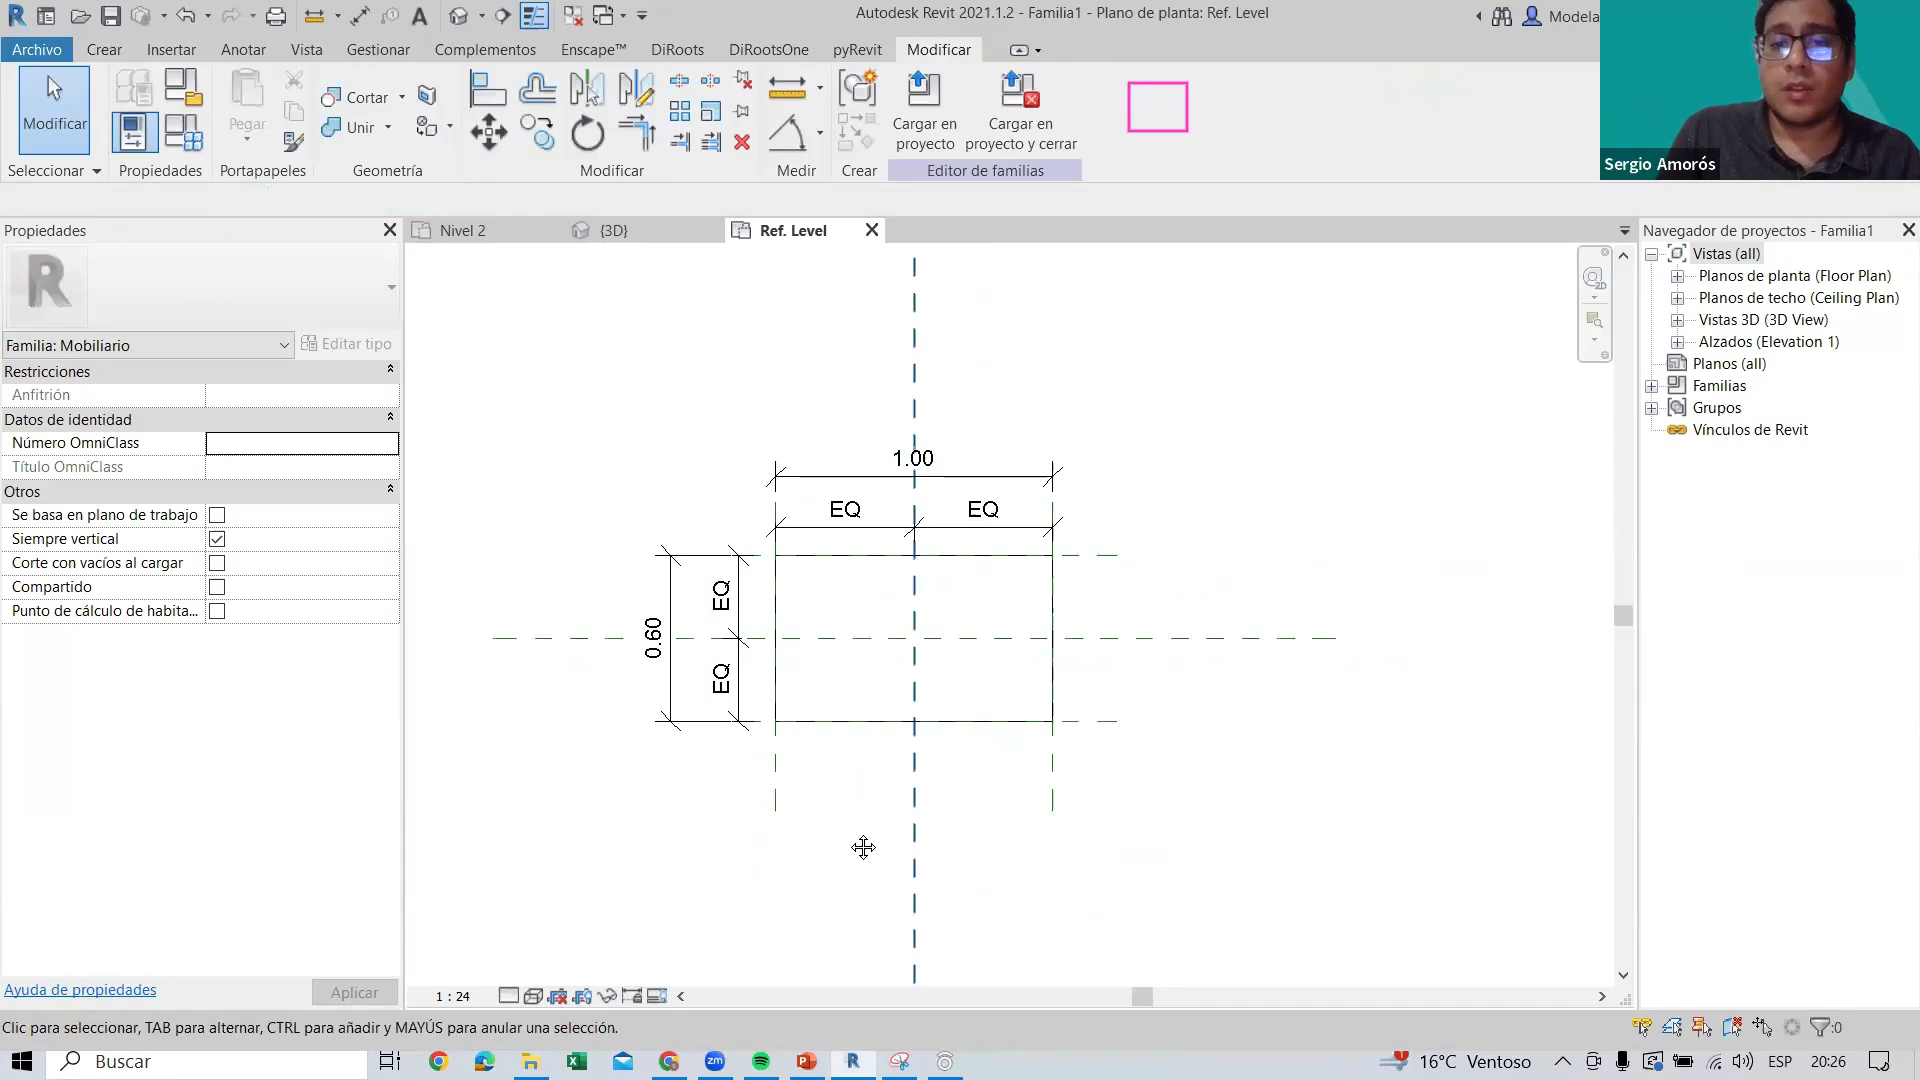 Autodesk Revit 2021.1.2 - Familia1 - Plano de planta: Ref. Level
Modela
Archivo
Crear
Insertar
Anotar
Vista
Gestionar
Complementos
Enscape™
DiRoots
DiRootsOne
pyRevit
Modificar
Modificar
Pegar
Cortar
Unir
Cargar en
proyecto
Cargar en
proyecto y cerrar
Seleccionar
Propiedades
Portapapeles
Geometría
Modificar
Medir
Crear
Editor de familias
Sergio Amorós
Propiedades
Nivel 2
{3D}
Ref. Level
Navegador de proyectos - Familia1
R
Familia: Mobiliario
Editar tipo
Restricciones
Anfitrión
Datos de identidad
Número OmniClass
Título OmniClass
Otros
Se basa en plano de trabajo
Siempre vertical
Corte con vacíos al cargar
Compartido
Punto de cálculo de habita...
Ayuda de propiedades
Aplicar
1.00
EQ
EQ
0.60
EQ
EQ
2D
Vistas (all)
Planos de planta (Floor Plan)
Planos de techo (Ceiling Plan)
Vistas 3D (3D View)
Alzados (Elevation 1)
Planos (all)
Familias
Grupos
Vínculos de Revit
1 : 24
Clic para seleccionar, TAB para alternar, CTRL para añadir y MAYÚS para anular una selección.
:0
Buscar
16°C Ventoso
ESP
20:26